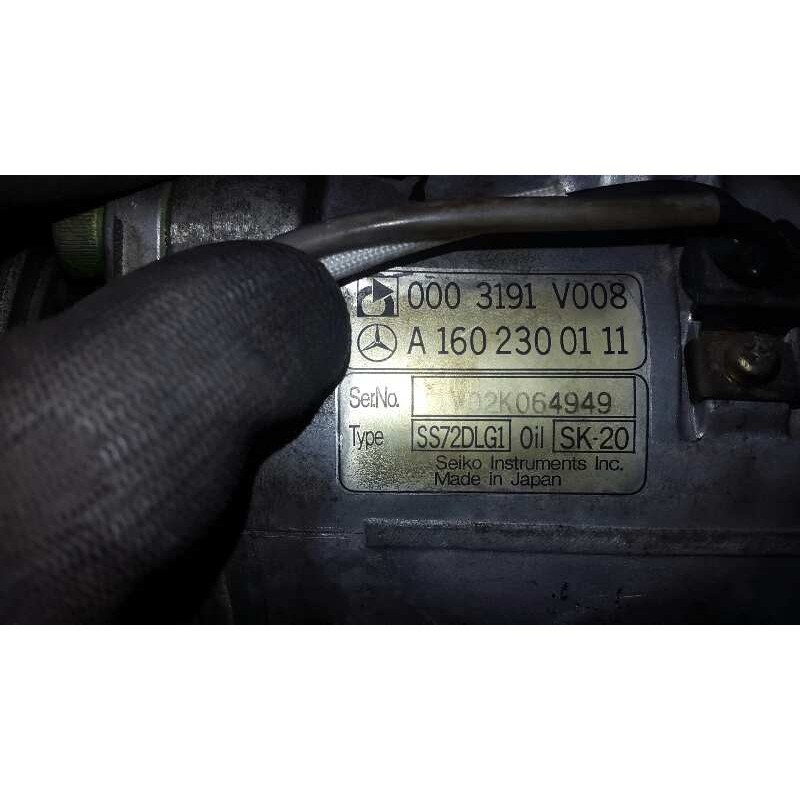 000 3191 V008
A 160 230 01 11
Ser.No. 02K064949
Type SS72DLG1 Oil SK-20
Seiko Instruments Inc.
Made in Japan